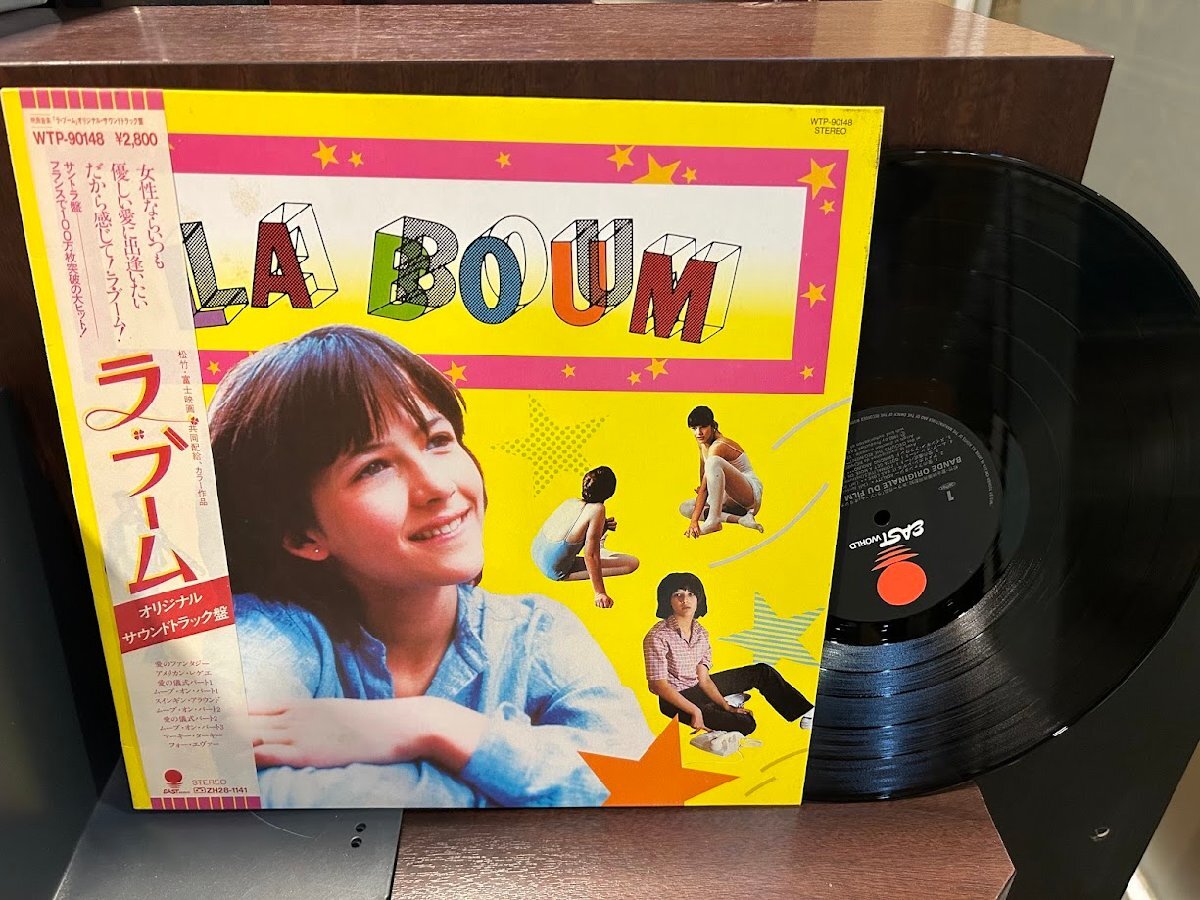 映画音楽「ラ・ブーム」オリジナル・サウンドトラック盤
WTP-90148 ¥2,800
女性ならいつも
優しい愛に出逢いたい
だから感じて!ラ・ブーム!
サントラ盤
フランスで100万枚突破の大ヒット!
松竹・富士映画 共同配給、カラー作品
ラ・ブーム
オリジナル
サウンドトラック盤
愛のファンタジー
アメリカン・レゲエ
愛の儀式パート1
ムーブ・オン・パート1
スインギン・アラウンド
ムーブ・オン・パート2
愛の儀式パート2
ムーブ・オン・パート3
フォー・エヴァー
EAST WORLD
STEREO
ZH28-1141
WTP-90148
STEREO
LA BOUM
BANDE ORIGINALE DU FILM
1
EAST WORLD